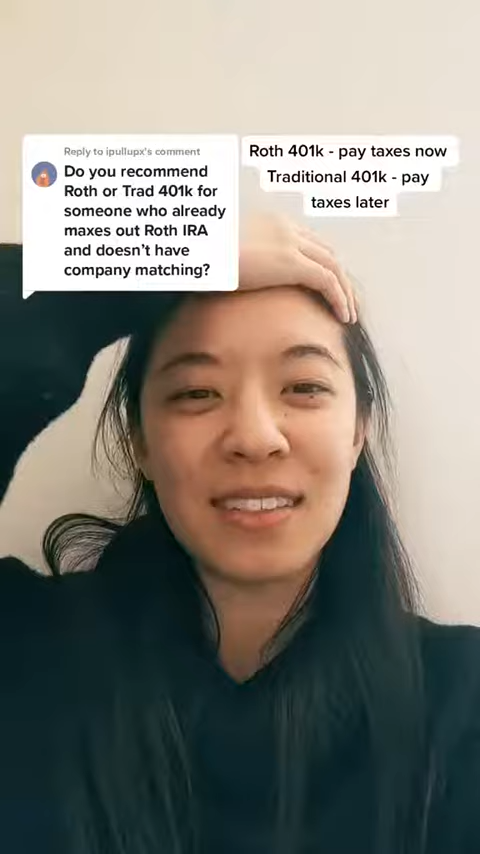 Reply to ipullupx's comment
Do you recommend
Roth or Trad 401k for
someone who already
maxes out Roth IRA
and doesn't have
company matching?
Roth 401k - pay taxes now
Traditional 401k - pay
taxes later